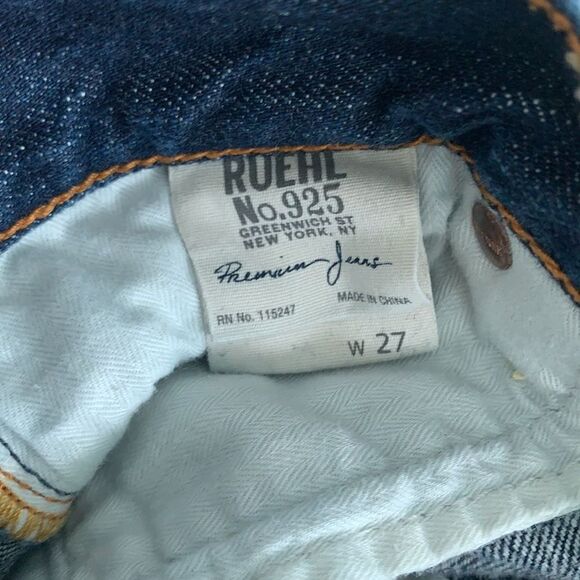 RUEHL
No.925
GREENWICH ST
NEW YORK, NY
Premium Jeans
RN No. 115247 MADE IN CHINA
W 27